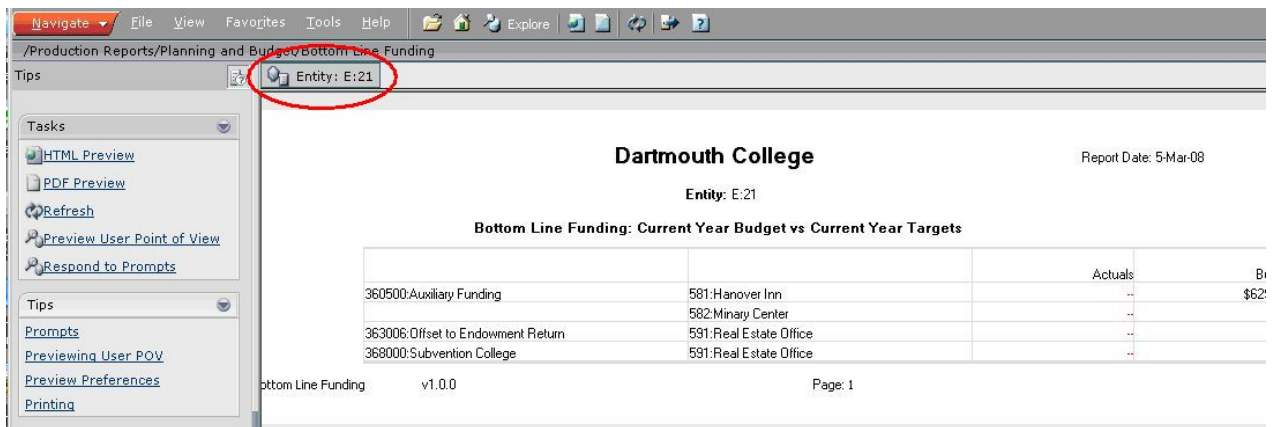 Navigate File View Favorites Tools Help Explore
/Production Reports/Planning and Budget/Bottom Line Funding
Tips
Entity: E:21
Tasks
HTML Preview
PDF Preview
Refresh
Preview User Point of View
Respond to Prompts
Tips
Prompts
Previewing User POV
Preview Preferences
Printing
Dartmouth College Report Date: 5-Mar-08
Entity: E:21
Bottom Line Funding: Current Year Budget vs Current Year Targets
Actuals
360500:Auxiliary Funding 581:Hanover Inn -- $629
582:Minary Center --
363006:Offset to Endowment Return 591:Real Estate Office --
368000:Subvention College 591:Real Estate Office --
ottom Line Funding v1.0.0 Page: 1